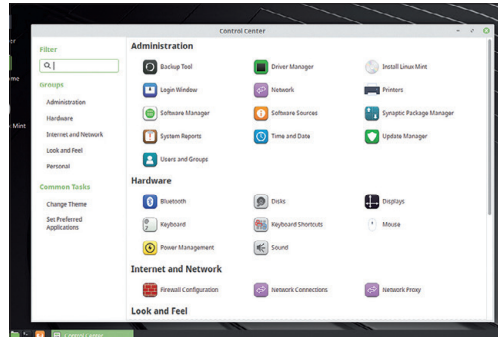 Control Center
Filter
Groups
Administration
Hardware
Internet and Network
Look and Feel
Personal
Common Tasks
Change Theme
Set Preferred
Applications
Administration
Backup Tool
Driver Manager
Install Linux Mint
Login Window
Network
Printers
Software Manager
Software Sources
Synaptic Package Manager
System Reports
Time and Date
Update Manager
Users and Groups
Hardware
Bluetooth
Disks
Displays
Keyboard
Keyboard Shortcuts
Mouse
Power Management
Sound
Internet and Network
Firewall Configuration
Network Connections
Network Proxy
Look and Feel
Mint
Control Center